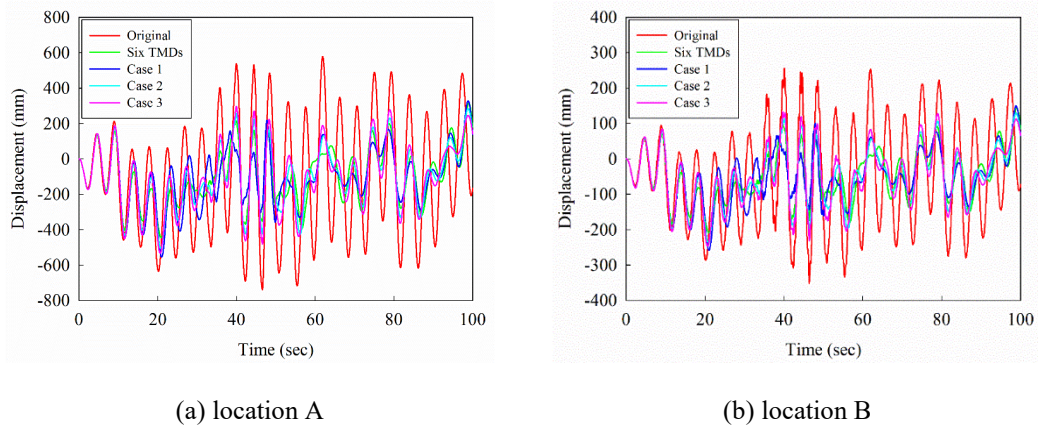 800
600
400
200
0
-200
-400
-600
-800
Displacement (mm)
Original
Six TMDs
Case 1
Case 2
Case 3
0 20 40 60 80 100
Time (sec)
(a) location A
400
300
200
100
0
-100
-200
-300
-400
Displacement (mm)
Original
Six TMDs
Case 1
Case 2
Case 3
0 20 40 60 80 100
Time (sec)
(b) location B